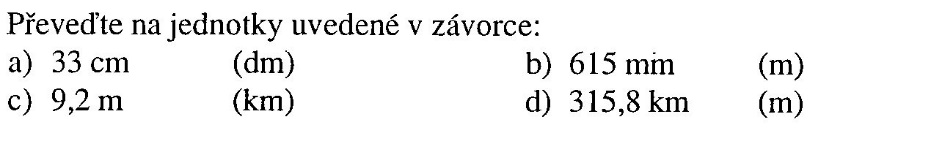 Převeďte na jednotky uvedené v závorce:
a) 33 cm (dm) b) 615 mm (m)
c) 9,2 m (km) d) 315,8 km (m)